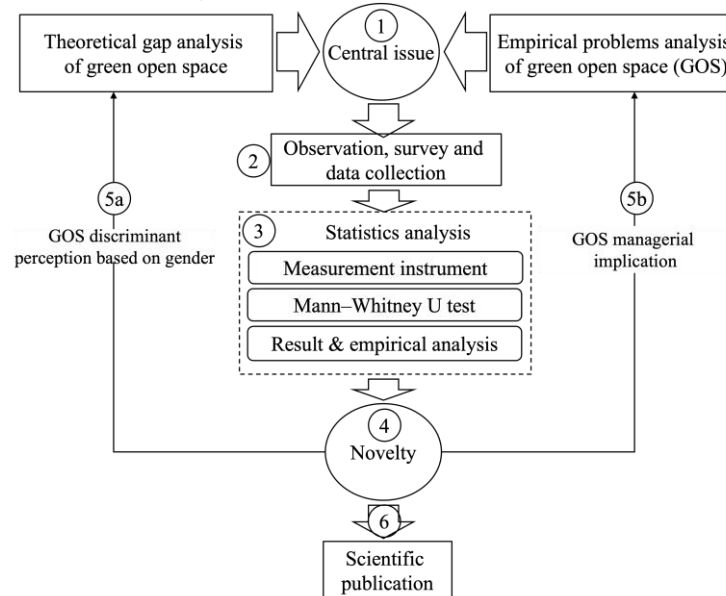 Theoretical gap analysis
of green open space
1
Central issue
Empirical problems analysis
of green open space (GOS)
2
Observation, survey and
data collection
5a
GOS discriminant
perception based on gender
3
Statistics analysis
Measurement instrument
Mann–Whitney U test
Result & empirical analysis
5b
GOS managerial
implication
4
Novelty
6
Scientific
publication